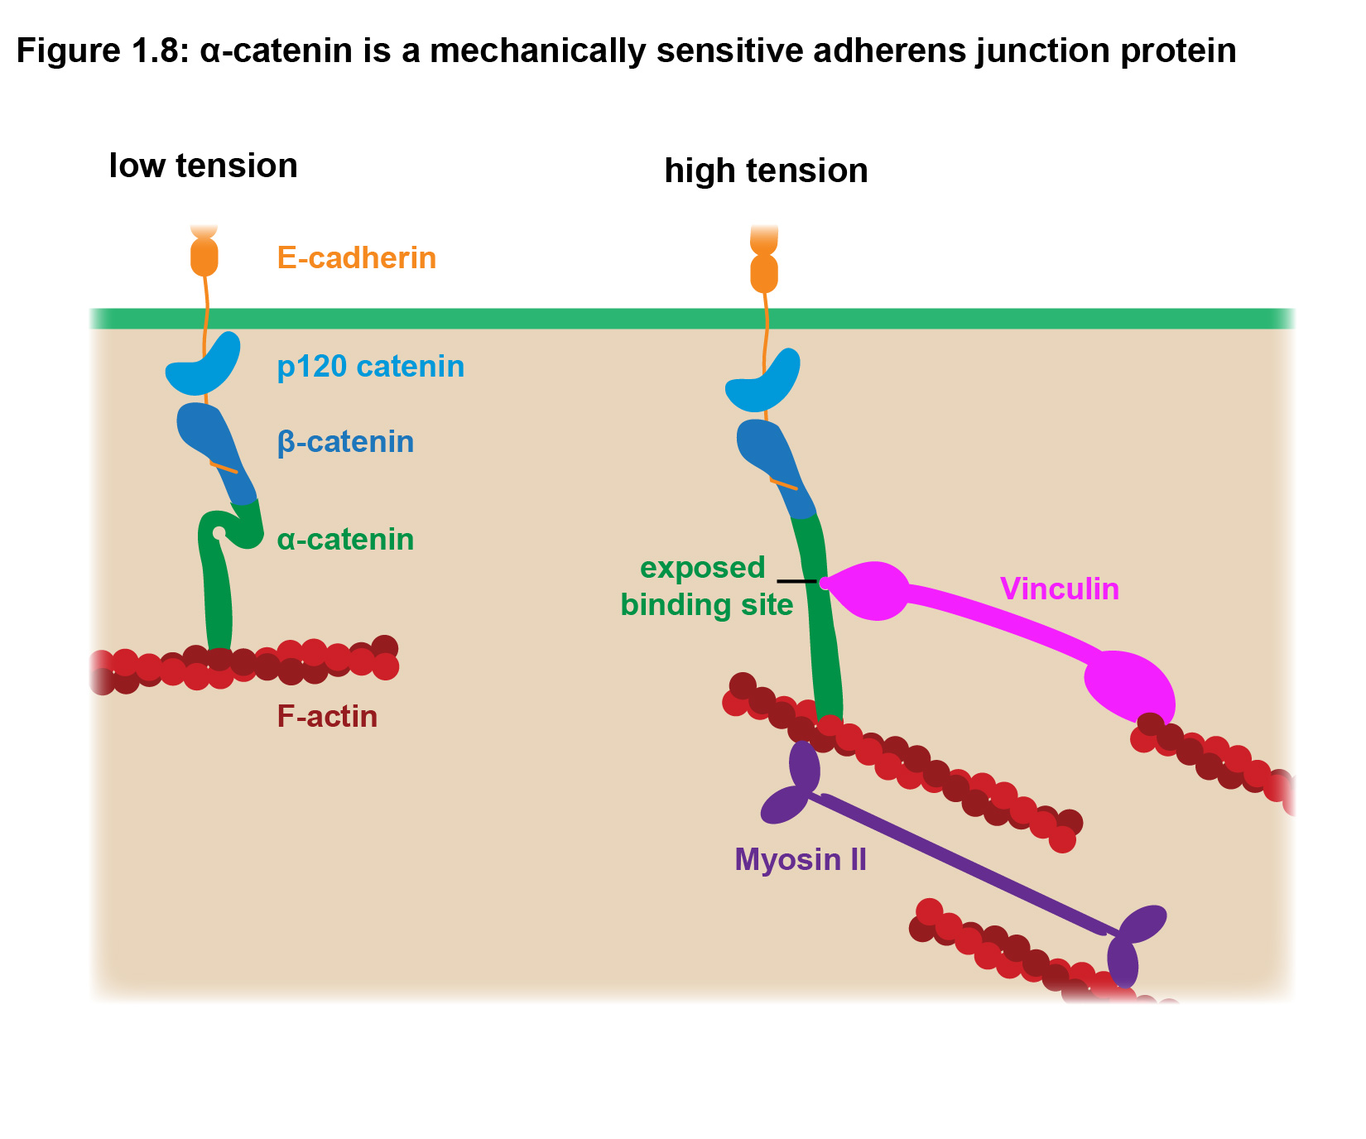 Figure 1.8: α-catenin is a mechanically sensitive adherens junction protein
low tension
high tension
E-cadherin
p120 catenin
β-catenin
α-catenin
F-actin
exposed
binding site
Vinculin
Myosin II